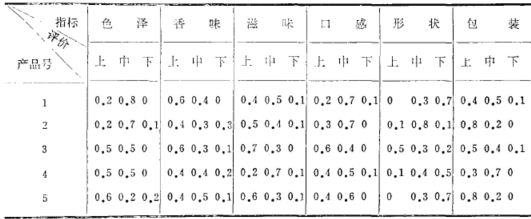 指标 色泽 香味 滋味 口感 形状 包装
评价
产品号 上 中 下 上 中 下 上 中 下 上 中 下 上 中 下 上 中 下
1 0.2 0.8 0 0.6 0.4 0 0.4 0.5 0.1 0.2 0.7 0.1 0 0.3 0.7 0.4 0.5 0.1
2 0.2 0.7 0.1 0.4 0.3 0.3 0.5 0.4 0.1 0.3 0.7 0 0.1 0.8 0.1 0.8 0.2 0
3 0.5 0.5 0 0.6 0.3 0.1 0.7 0.3 0 0.6 0.4 0 0.5 0.3 0.2 0.5 0.4 0.1
4 0.5 0.5 0 0.4 0.4 0.2 0.2 0.7 0.1 0.4 0.5 0.1 0.1 0.4 0.5 0.3 0.7 0
5 0.6 0.2 0.2 0.4 0.5 0.1 0.6 0.3 0.1 0.4 0.6 0 0 0.3 0.7 0.8 0.2 0